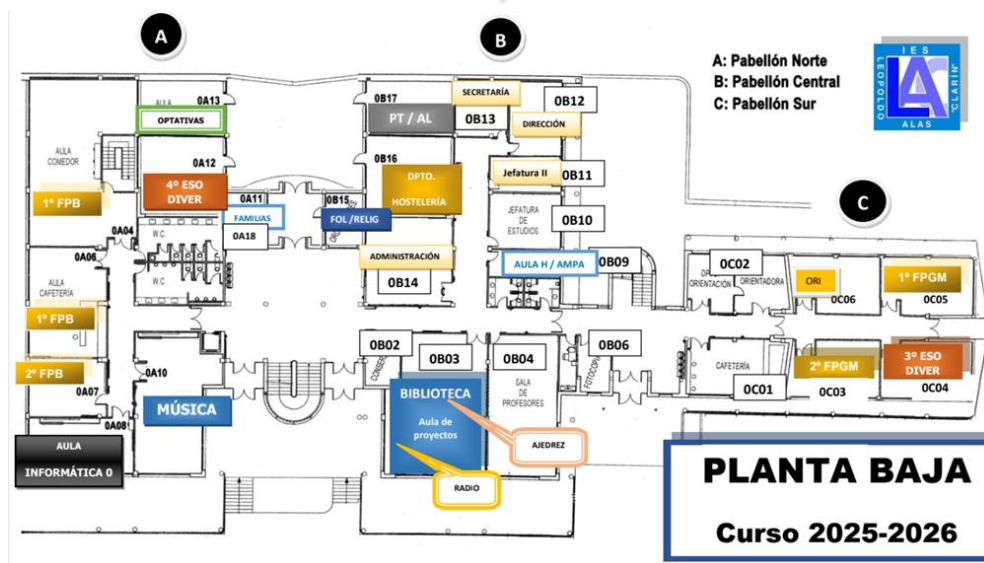 A
B
A: Pabellón Norte
B: Pabellón Central
C: Pabellón Sur
IES
LEOPOLDO
ALAS
"CLARÍN"
LA
AULA
0A13
OPTATIVAS
0B17
PT / AL
SECRETARÍA
0B13
0B12
DIRECCIÓN
AULA
COMEDOR
0A12
4º ESO
DIVER
0B16
DPTO.
HOSTELERÍA
Jefatura II
0B11
1º FPB
0A11
FAMILIAS
0A18
0B15
FOL /RELIG
JEFATURA
DE
ESTUDIOS
0B10
C
0A04
W.C.
0A06
ADMINISTRACIÓN
0B14
AULA H / AMPA
0B09
0C02
ORIENTACIÓN
ORIENTADORA
ORI
0C06
1º FPGM
0C05
AULA
CAFETERÍA
W.C.
1º FPB
2º FPB
0A07
0A10
0A08
MÚSICA
0B02
0B03
0B04
0B06
FOTOCOPIA
BIBLIOTECA
Aula de
proyectos
SALA
DE
PROFESORES
AJEDREZ
RADIO
CAFETERÍA
0C01
2º FPGM
0C03
3º ESO
DIVER
0C04
AULA
INFORMÁTICA 0
PLANTA BAJA
Curso 2025-2026